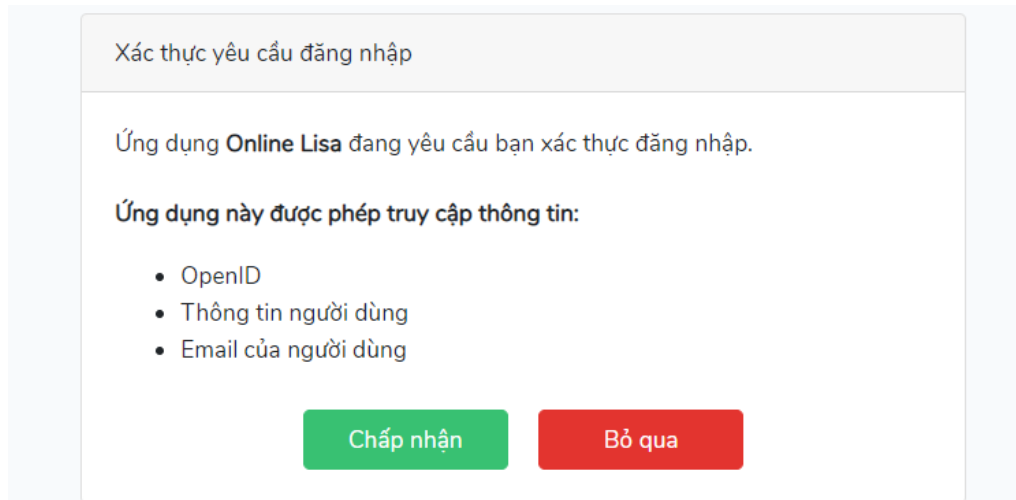 Xác thực yêu cầu đăng nhập
Ứng dụng Online Lisa đang yêu cầu bạn xác thực đăng nhập.
Ứng dụng này được phép truy cập thông tin:
• OpenID
• Thông tin người dùng
• Email của người dùng
Chấp nhận
Bỏ qua